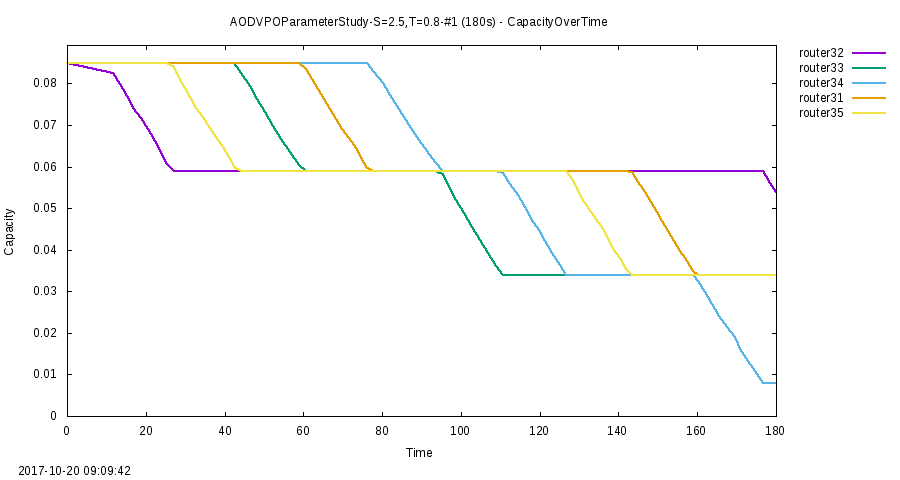 AODVPOParameterStudy-S=2.5,T=0.8-#1 (180s) - CapacityOverTime
router32
router33
router34
router31
router35
0.08
0.07
0.06
0.05
0.04
0.03
0.02
0.01
0
Capacity
0 20 40 60 80 100 120 140 160 180
Time
2017-10-20 09:09:42